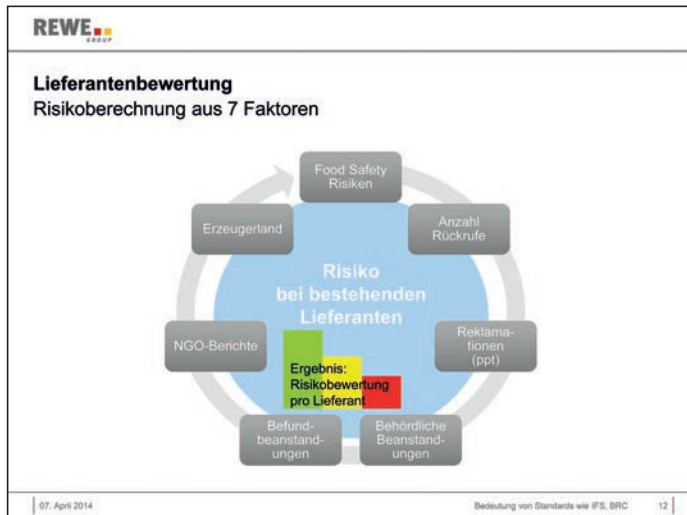 REWE
GROUP
Lieferantenbewertung
Risikoberechnung aus 7 Faktoren
Food Safety
Risiken
Anzahl
Rückrufe
Reklama-
tionen
(ppt)
Behördliche
Beanstand-
ungen
Befund-
beanstand-
ungen
NGO-Berichte
Erzeugerland
Risiko
bei bestehenden
Lieferanten
Ergebnis:
Risikobewertung
pro Lieferant
07. April 2014
Bedeutung von Standards wie IFS, BRC
12